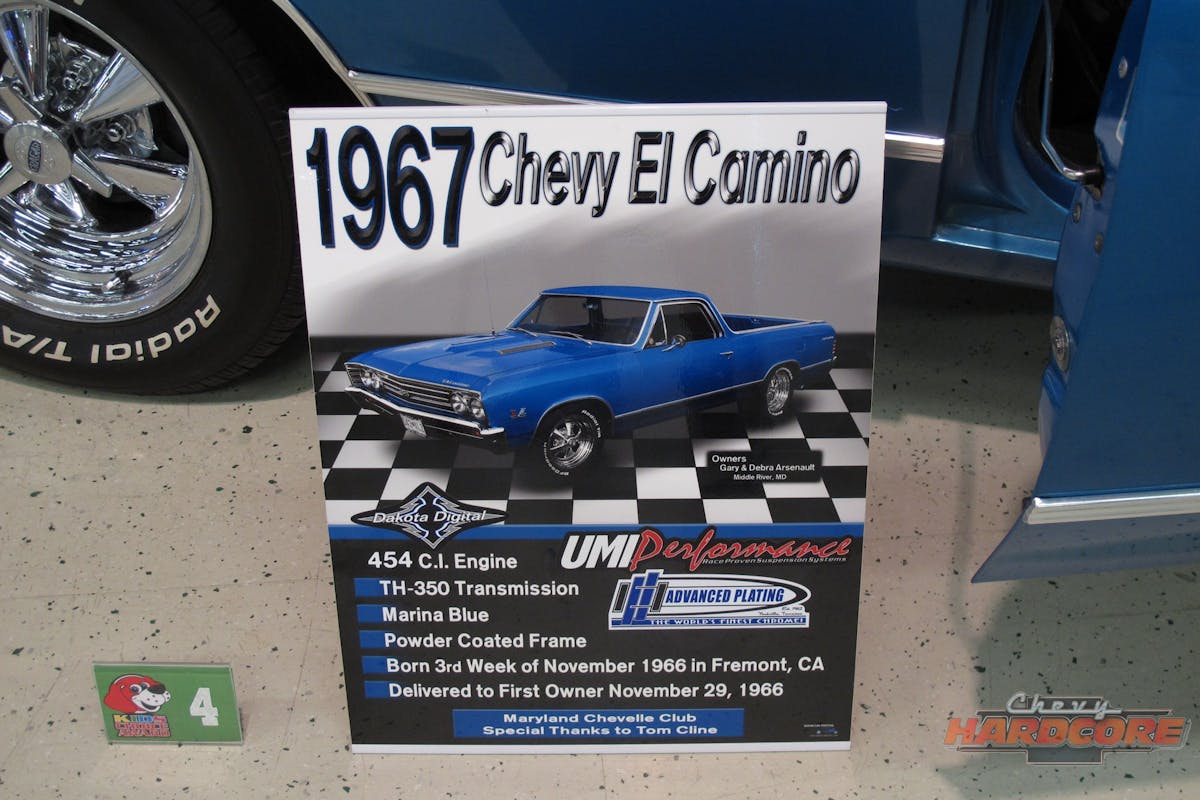 1967 Chevy El Camino
Owners
Gary & Debra Arsenault
Middle River, MD
Dakota Digital
UMI Performance
Race Proven Suspension Systems
454 C.I. Engine
TH-350 Transmission
Marina Blue
Powder Coated Frame
Born 3rd Week of November 1966 in Fremont, CA
Delivered to First Owner November 29, 1966
ADVANCED PLATING
THE WORLD'S FINEST CHROME!
Maryland Chevelle Club
Special Thanks to Tom Cline
Radial T/A
KID'S
CHOICE
AWARD
4
Chevy
HARDCORE